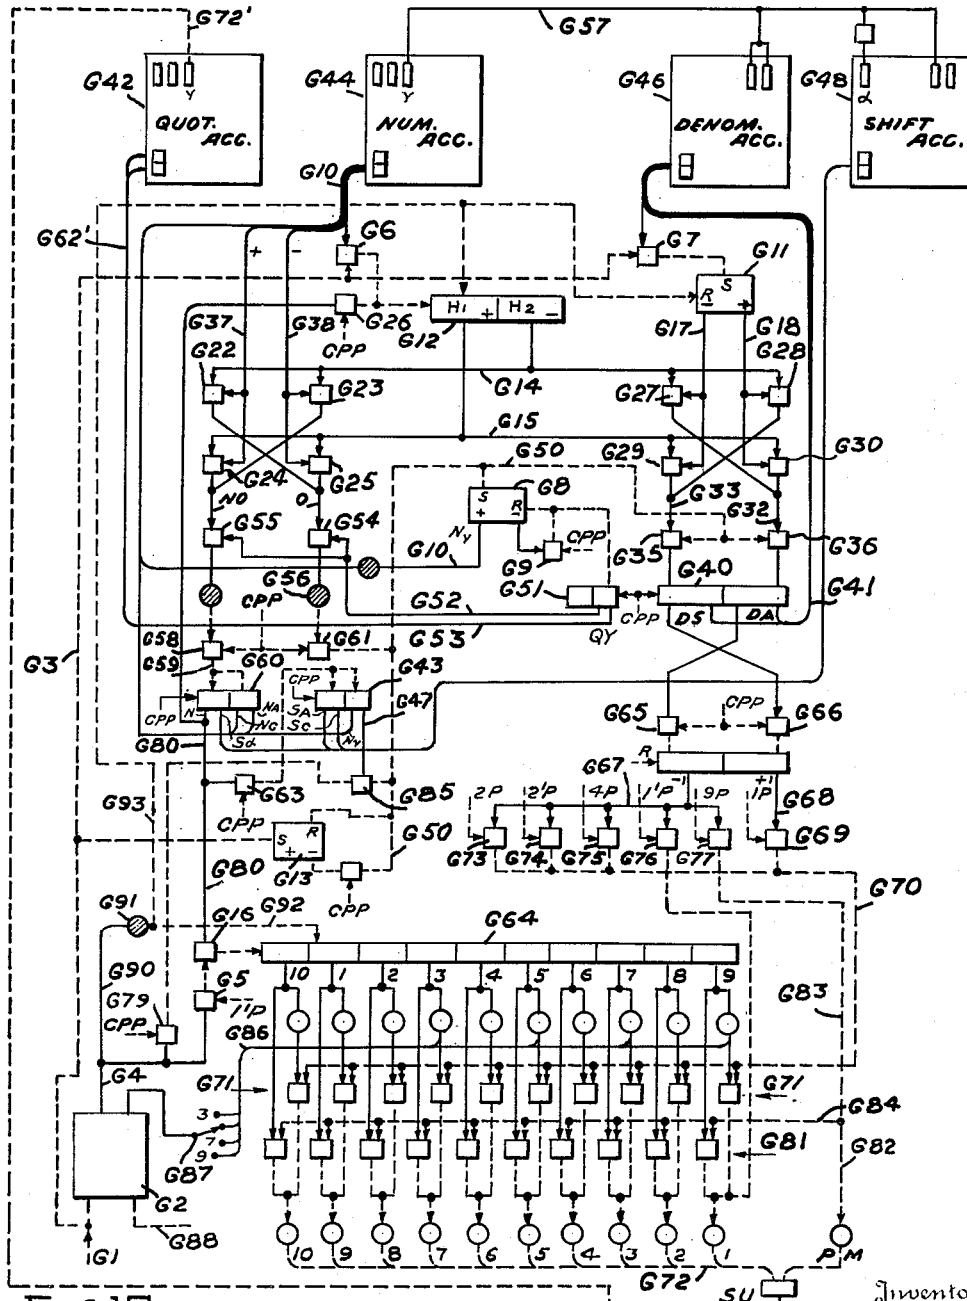 G72'
G57
G42
G44
G46
G48
Y
Y
α
QUOT.
ACC.
NUM.
ACC.
DENOM.
ACC.
SHIFT
ACC.
G10
G62'
G6
G7
G11
+
-
S
R
-
+
G37
G38
G26
CPP
H1 + H2 -
G12
G17
G18
G22
G23
G14
G27
G28
G15
G24
G25
G50
G29
G30
NO
O
S
+
R
-
G8
G33
G32
G55
G54
NY
G10
G9
CPP
G35
G36
G56
CPP
G51
G40
G52
G53
QY
CPP
DS
DA
G41
G3
G58
G59
G61
G60
G43
CPP
CPP
N
NA
NC
Sα
SA
SC
NY
G47
G65
CPP
G66
G80
R
G93
G63
CPP
G85
G67
-1
+1
G68
2P
2'P
4P
1'P
9P
1P
S
R
+
-
G13
G50
G73
G74
G75
G76
G77
G69
CPP
G80
G70
G91
G92
G64
G16
G90
G5
1'P
10 1 2 3 4 5 6 7 8 9
G79
CPP
G83
G86
G4
G71
G71
3
7
9
G84
G87
G81
G82
G2
G1
G88
10 9 8 7 6 5 4 3 2 1
PM
G72'
SU
Invento